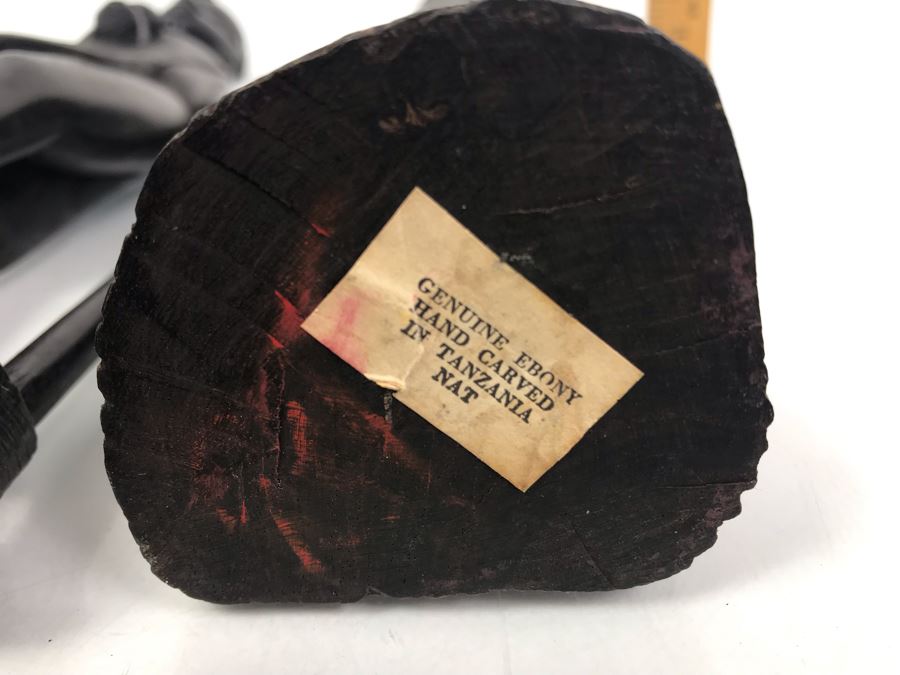 GENUINE EBONY
HAND CARVED
IN TANZANIA
NAT